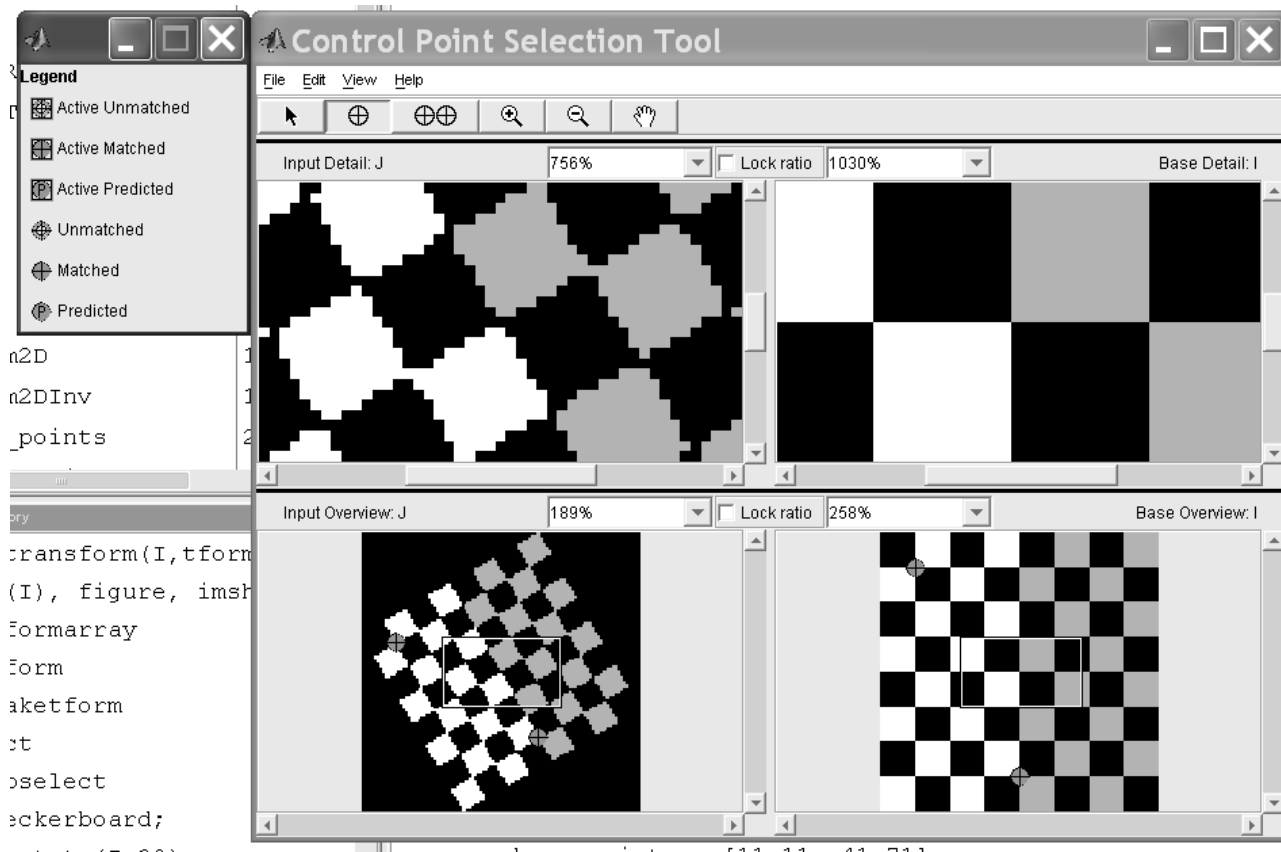 Control Point Selection Tool
File Edit View Help
Legend
Active Unmatched
Active Matched
Active Predicted
Unmatched
Matched
Predicted
Input Detail: J
756%
Lock ratio
1030%
Base Detail: I
Input Overview: J
189%
Lock ratio
258%
Base Overview: I
m2D
m2DInv
_points
ory
transform(I,tform
(I), figure, imsh
formarray
form
aketform
ct
pselect
eckerboard;